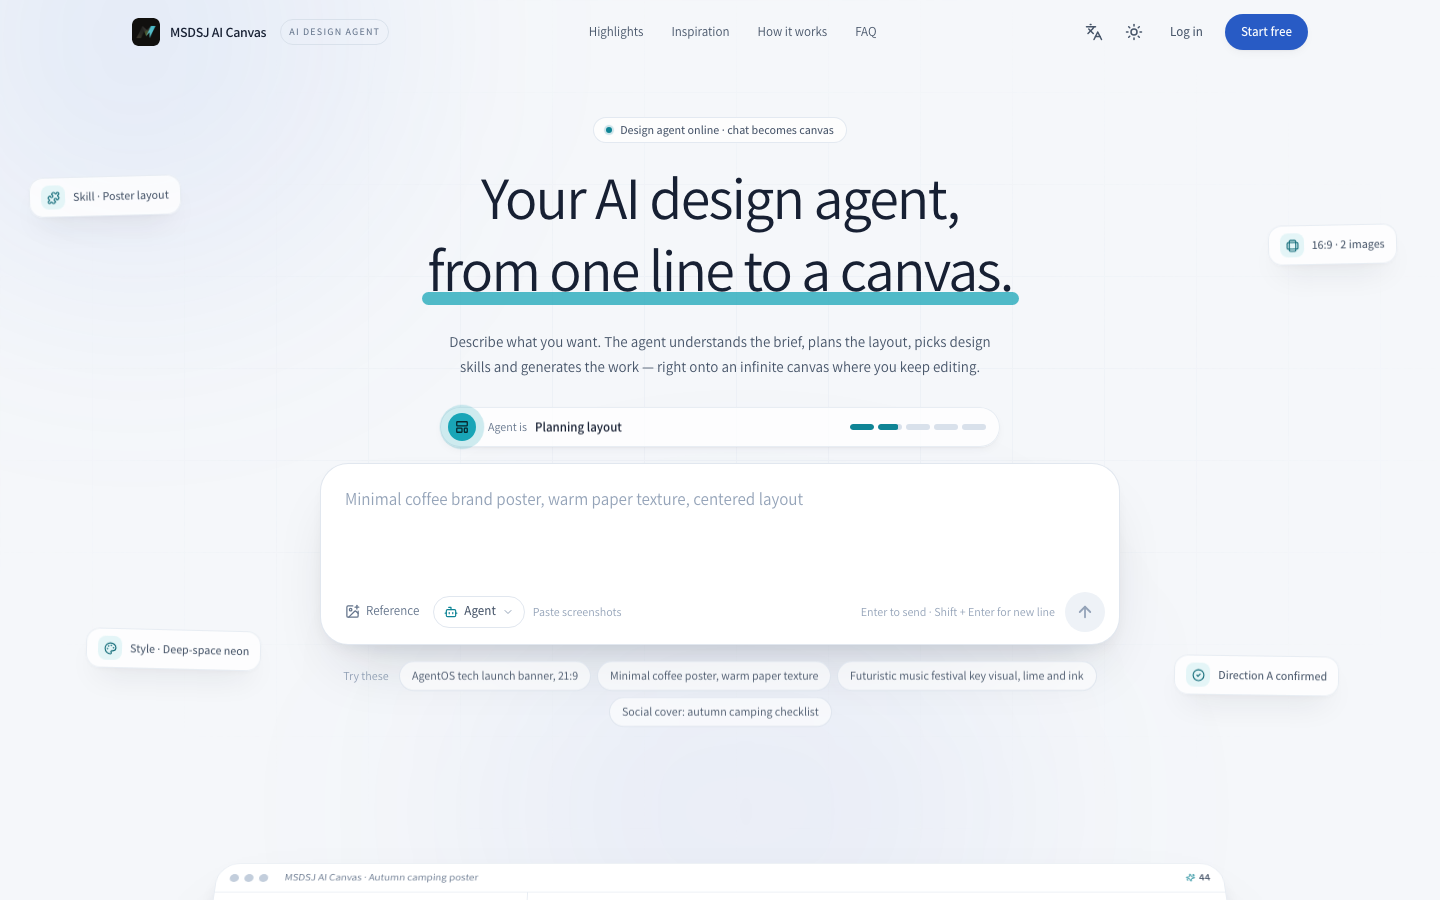 MSDSJ AI Canvas
AI DESIGN AGENT
Highlights
Inspiration
How it works
FAQ
Log in
Start free
Design agent online · chat becomes canvas
Skill · Poster layout
Your AI design agent,
from one line to a canvas.
16:9 · 2 images
Describe what you want. The agent understands the brief, plans the layout, picks design
skills and generates the work — right onto an infinite canvas where you keep editing.
Agent is Planning layout
Minimal coffee brand poster, warm paper texture, centered layout
Reference
Agent
Paste screenshots
Enter to send · Shift + Enter for new line
Style · Deep-space neon
Direction A confirmed
Try these
AgentOS tech launch banner, 21:9
Minimal coffee poster, warm paper texture
Futuristic music festival key visual, lime and ink
Social cover: autumn camping checklist
MSDSJ AI Canvas · Autumn camping poster
44